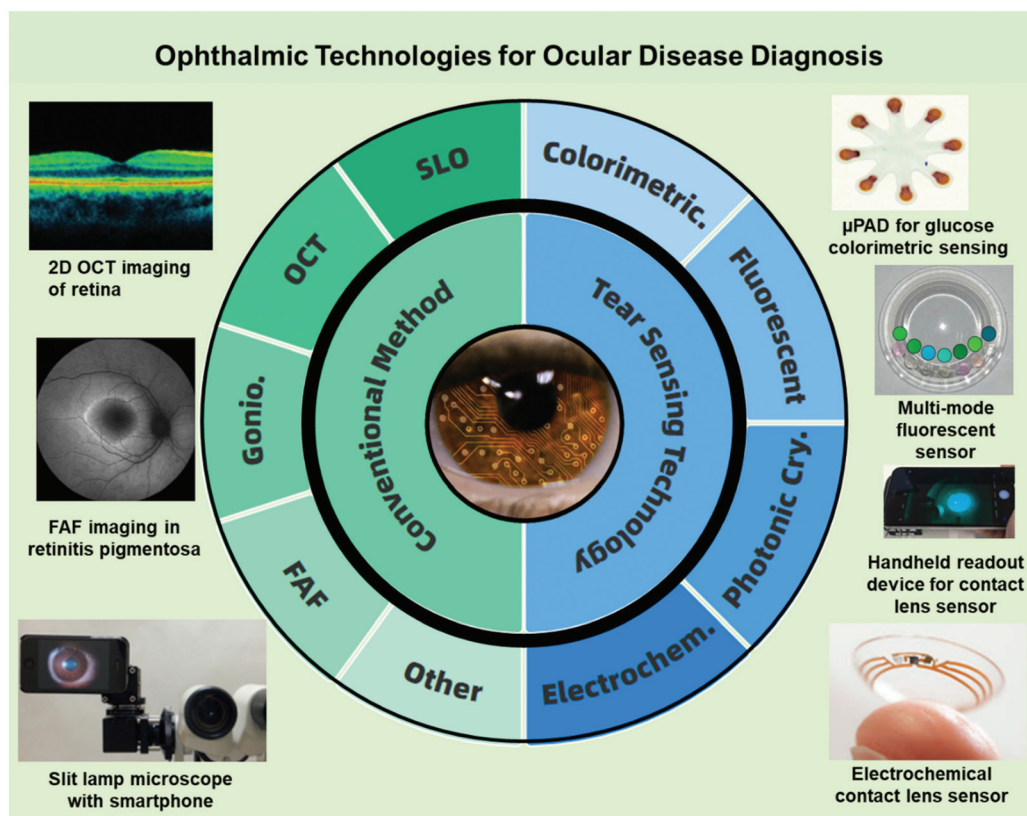 Ophthalmic Technologies for Ocular Disease Diagnosis
2D OCT imaging
of retina
FAF imaging in
retinitis pigmentosa
Slit lamp microscope
with smartphone
SLO
OCT
Gonio.
FAF
Other
Conventional Method
Tear Sensing Technology
Colorimetric.
Fluorescent
Photonic Cry.
Electrochem.
µPAD for glucose
colorimetric sensing
Multi-mode
fluorescent
sensor
Handheld readout
device for contact
lens sensor
Electrochemical
contact lens sensor